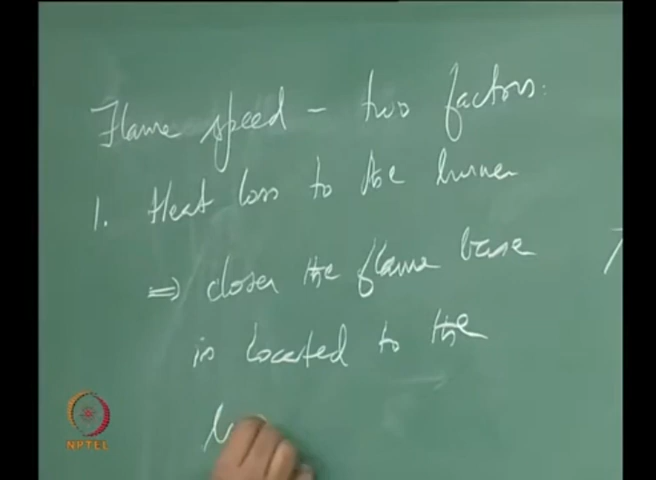 Flame speed - two factors:
1. Heat loss to the burner
⇒ closer the flame base
is located to the
NPTEL